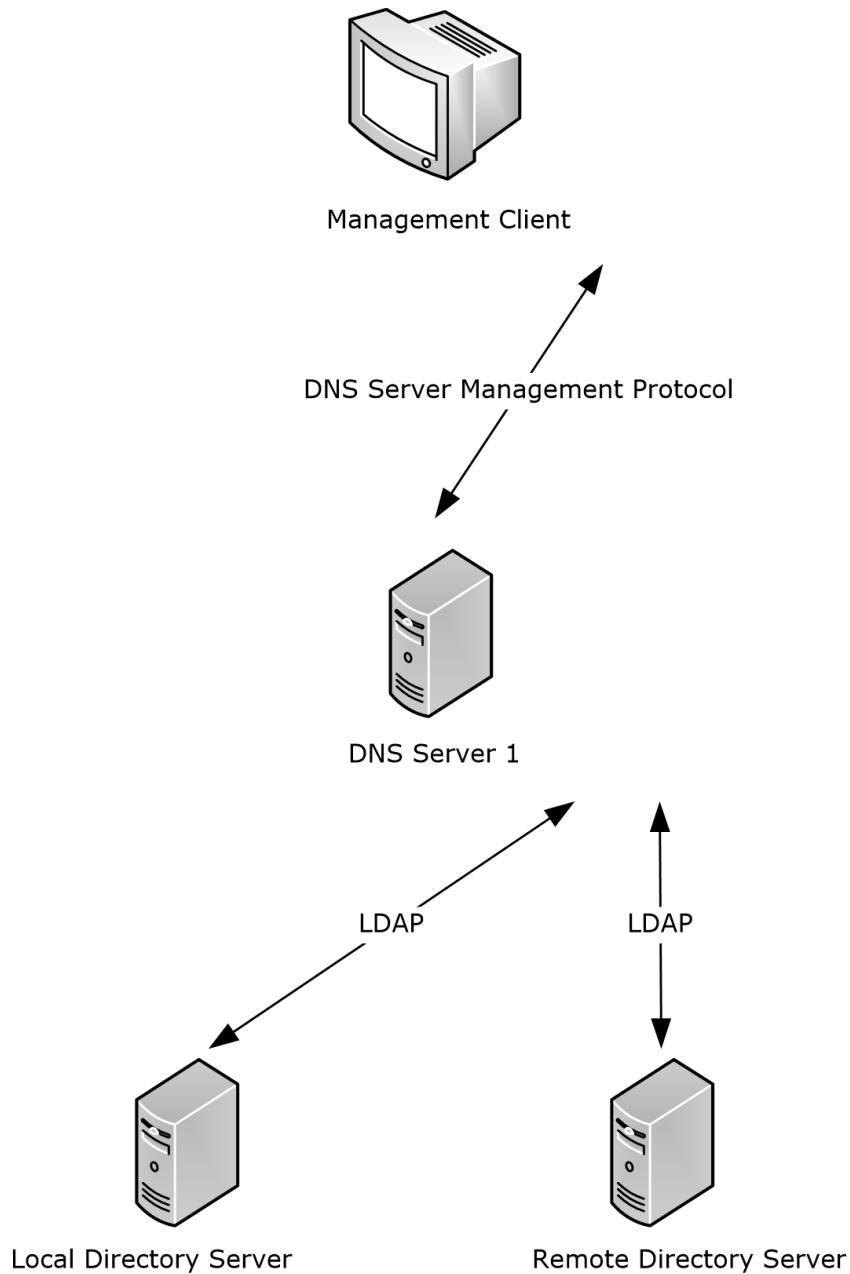 Management Client
DNS Server Management Protocol
DNS Server 1
LDAP
LDAP
Local Directory Server
Remote Directory Server